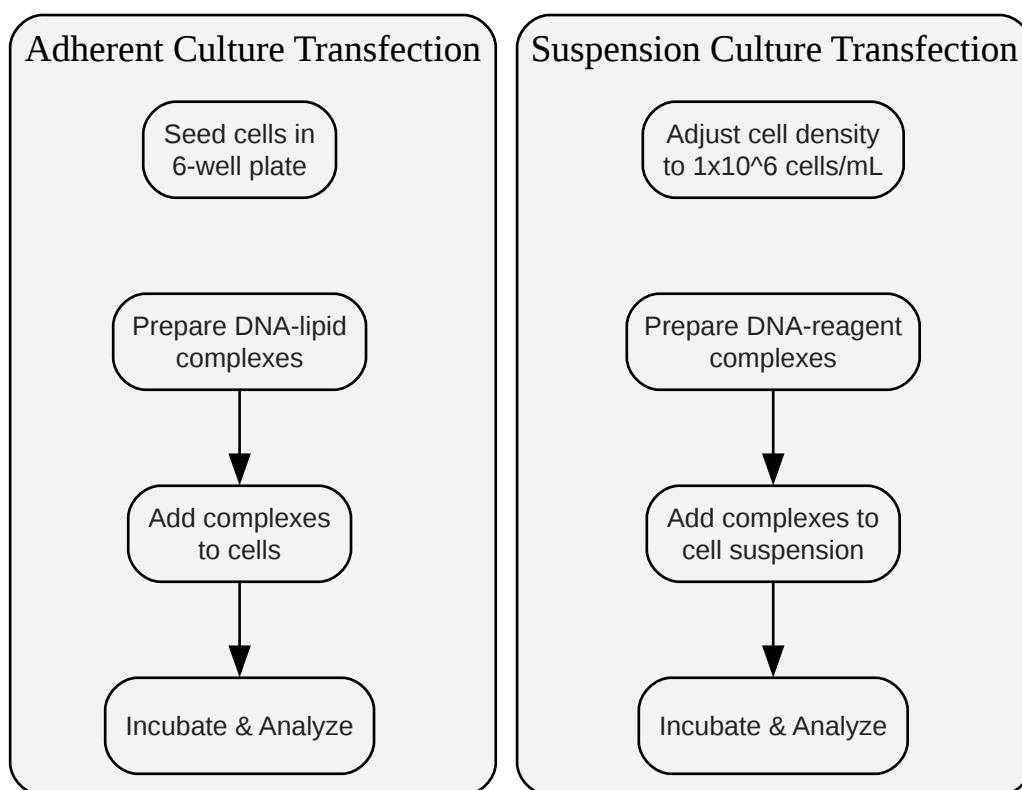 Adherent Culture Transfection
Seed cells in
6-well plate
Prepare DNA-lipid
complexes
Add complexes
to cells
Incubate & Analyze
Suspension Culture Transfection
Adjust cell density
to 1x10^6 cells/mL
Prepare DNA-reagent
complexes
Add complexes to
cell suspension
Incubate & Analyze